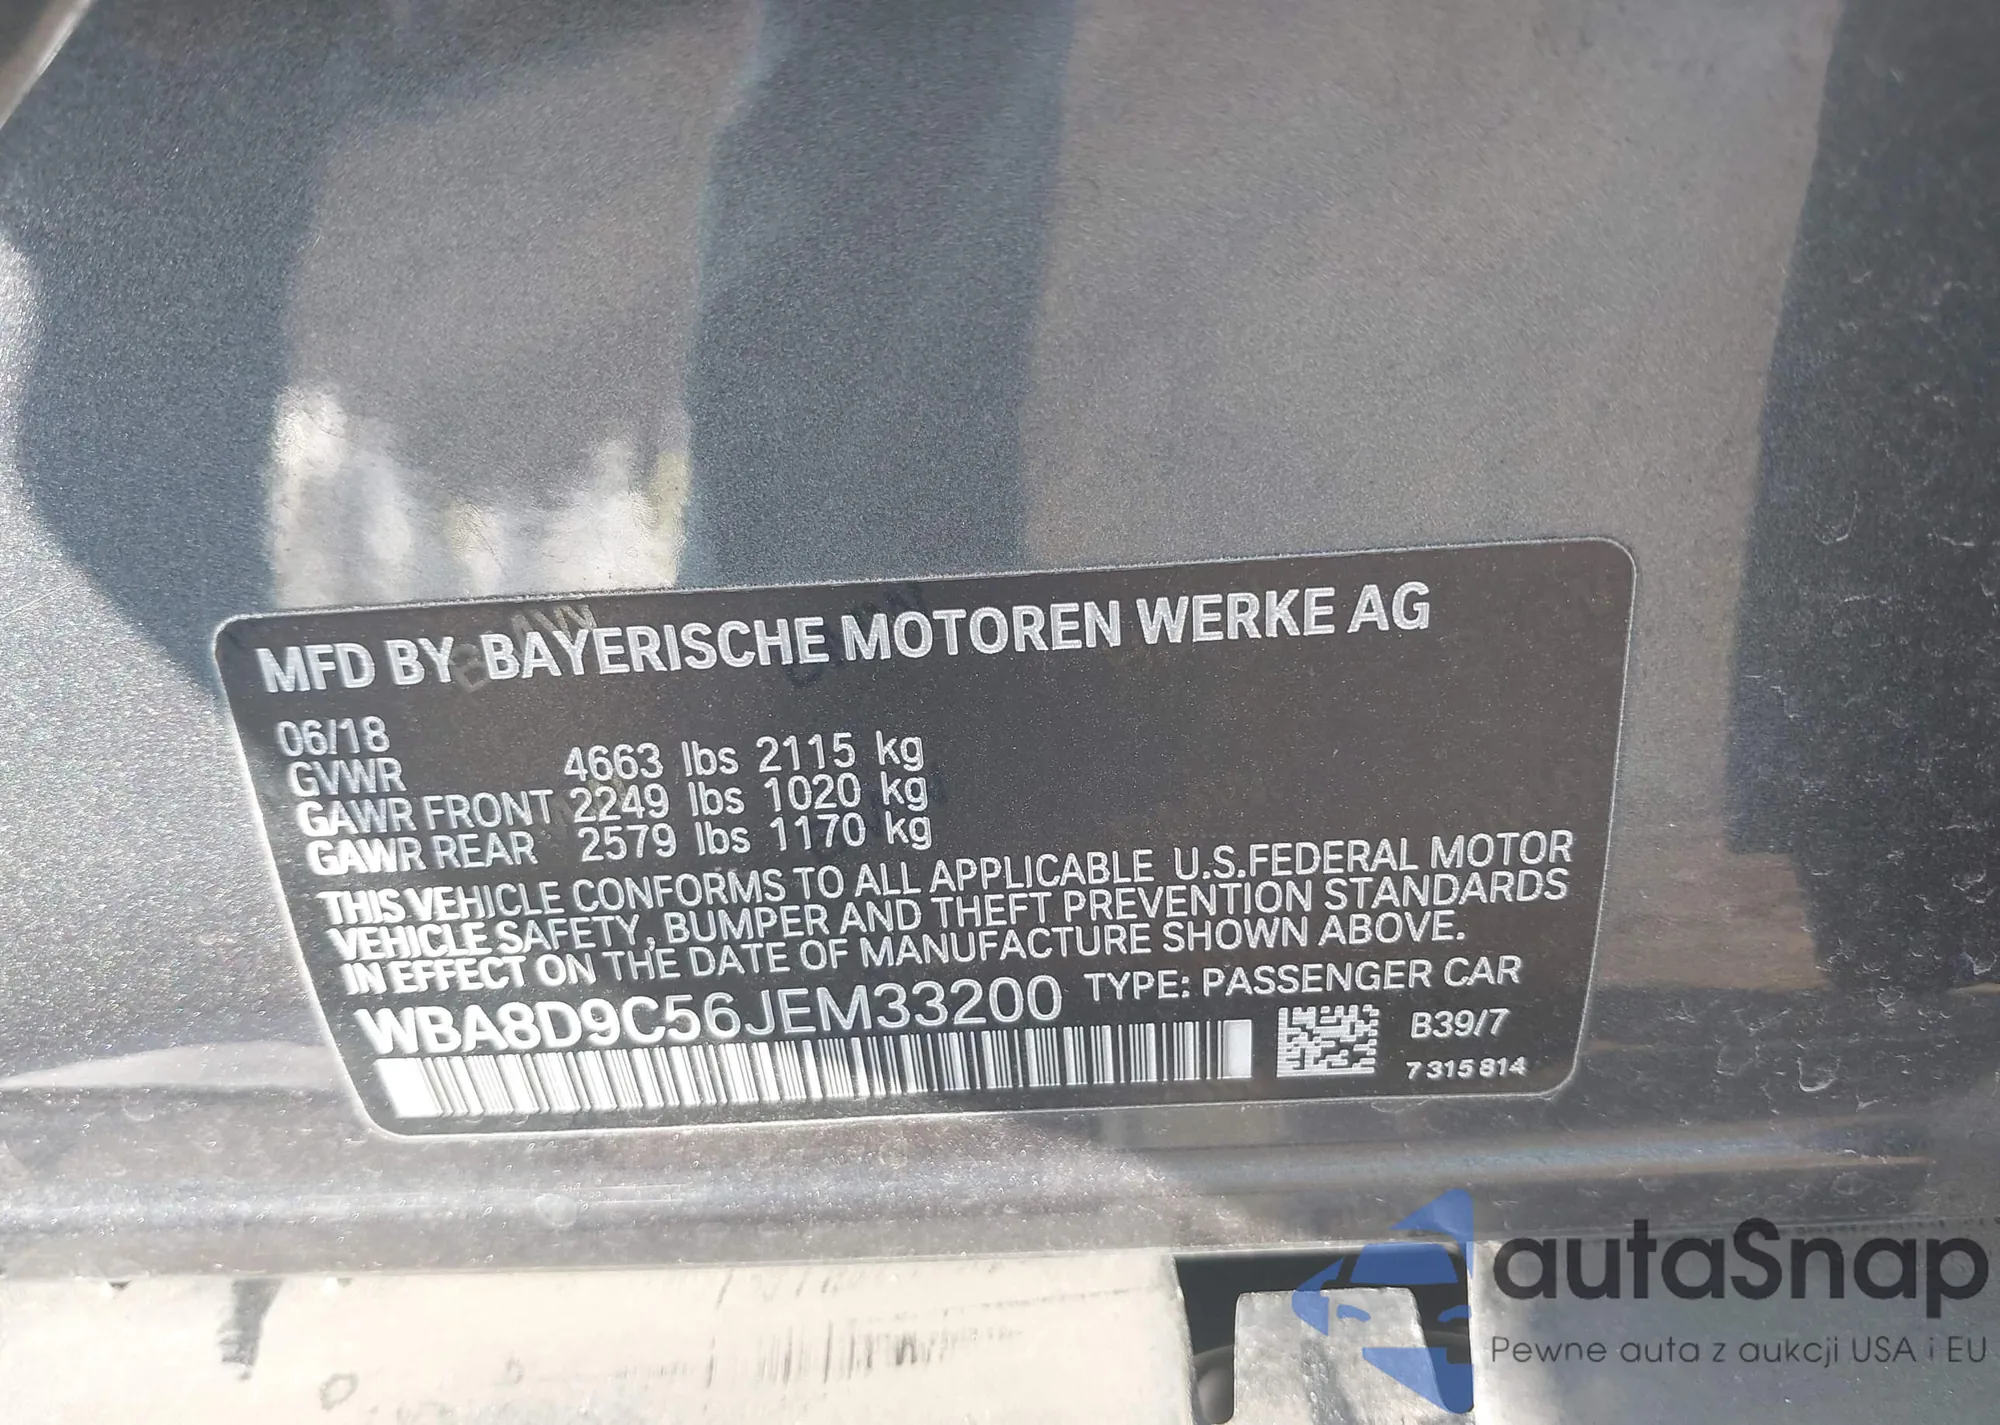 MFD BY BAYERISCHE MOTOREN WERKE AG
06/18
GVWR 4663 lbs 2115 kg
GAWR FRONT 2249 lbs 1020 kg
GAWR REAR 2579 lbs 1170 kg
THIS VEHICLE CONFORMS TO ALL APPLICABLE U.S.FEDERAL MOTOR
VEHICLE SAFETY, BUMPER AND THEFT PREVENTION STANDARDS
IN EFFECT ON THE DATE OF MANUFACTURE SHOWN ABOVE.
WBA8D9C56JEM33200 TYPE: PASSENGER CAR
B39/7
7 315 814
autaSnap
Pewne auta z aukcji USA i EU